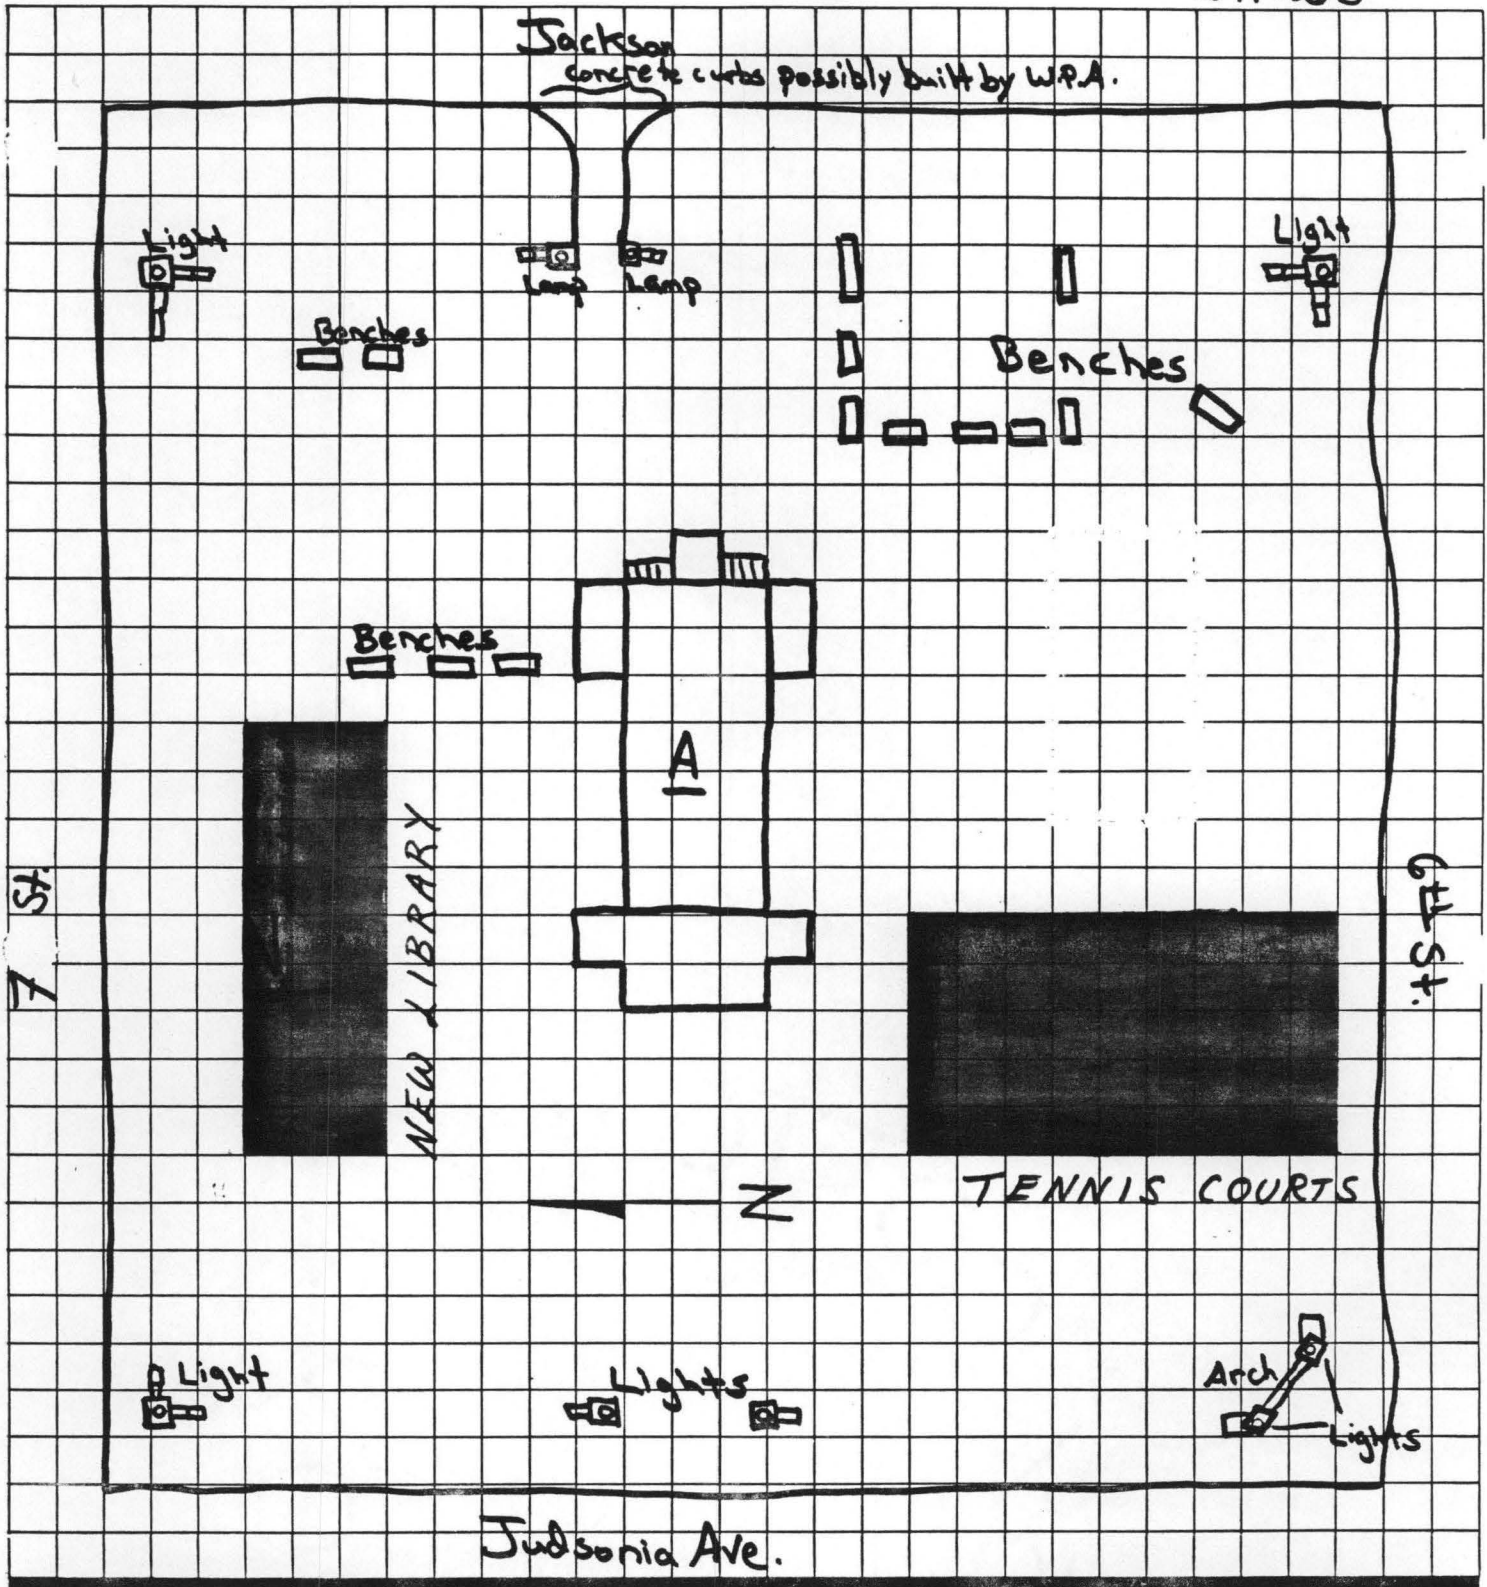 Jackson
concrete curbs possibly built by W.P.A.
Light
Lamp
Lamp
Light
Benches
Benches
Benches
A
7 St.
NEW LIBRARY
6th St.
TENNIS COURTS
N
Light
Lights
Arch
Lights
Judsonia Ave.